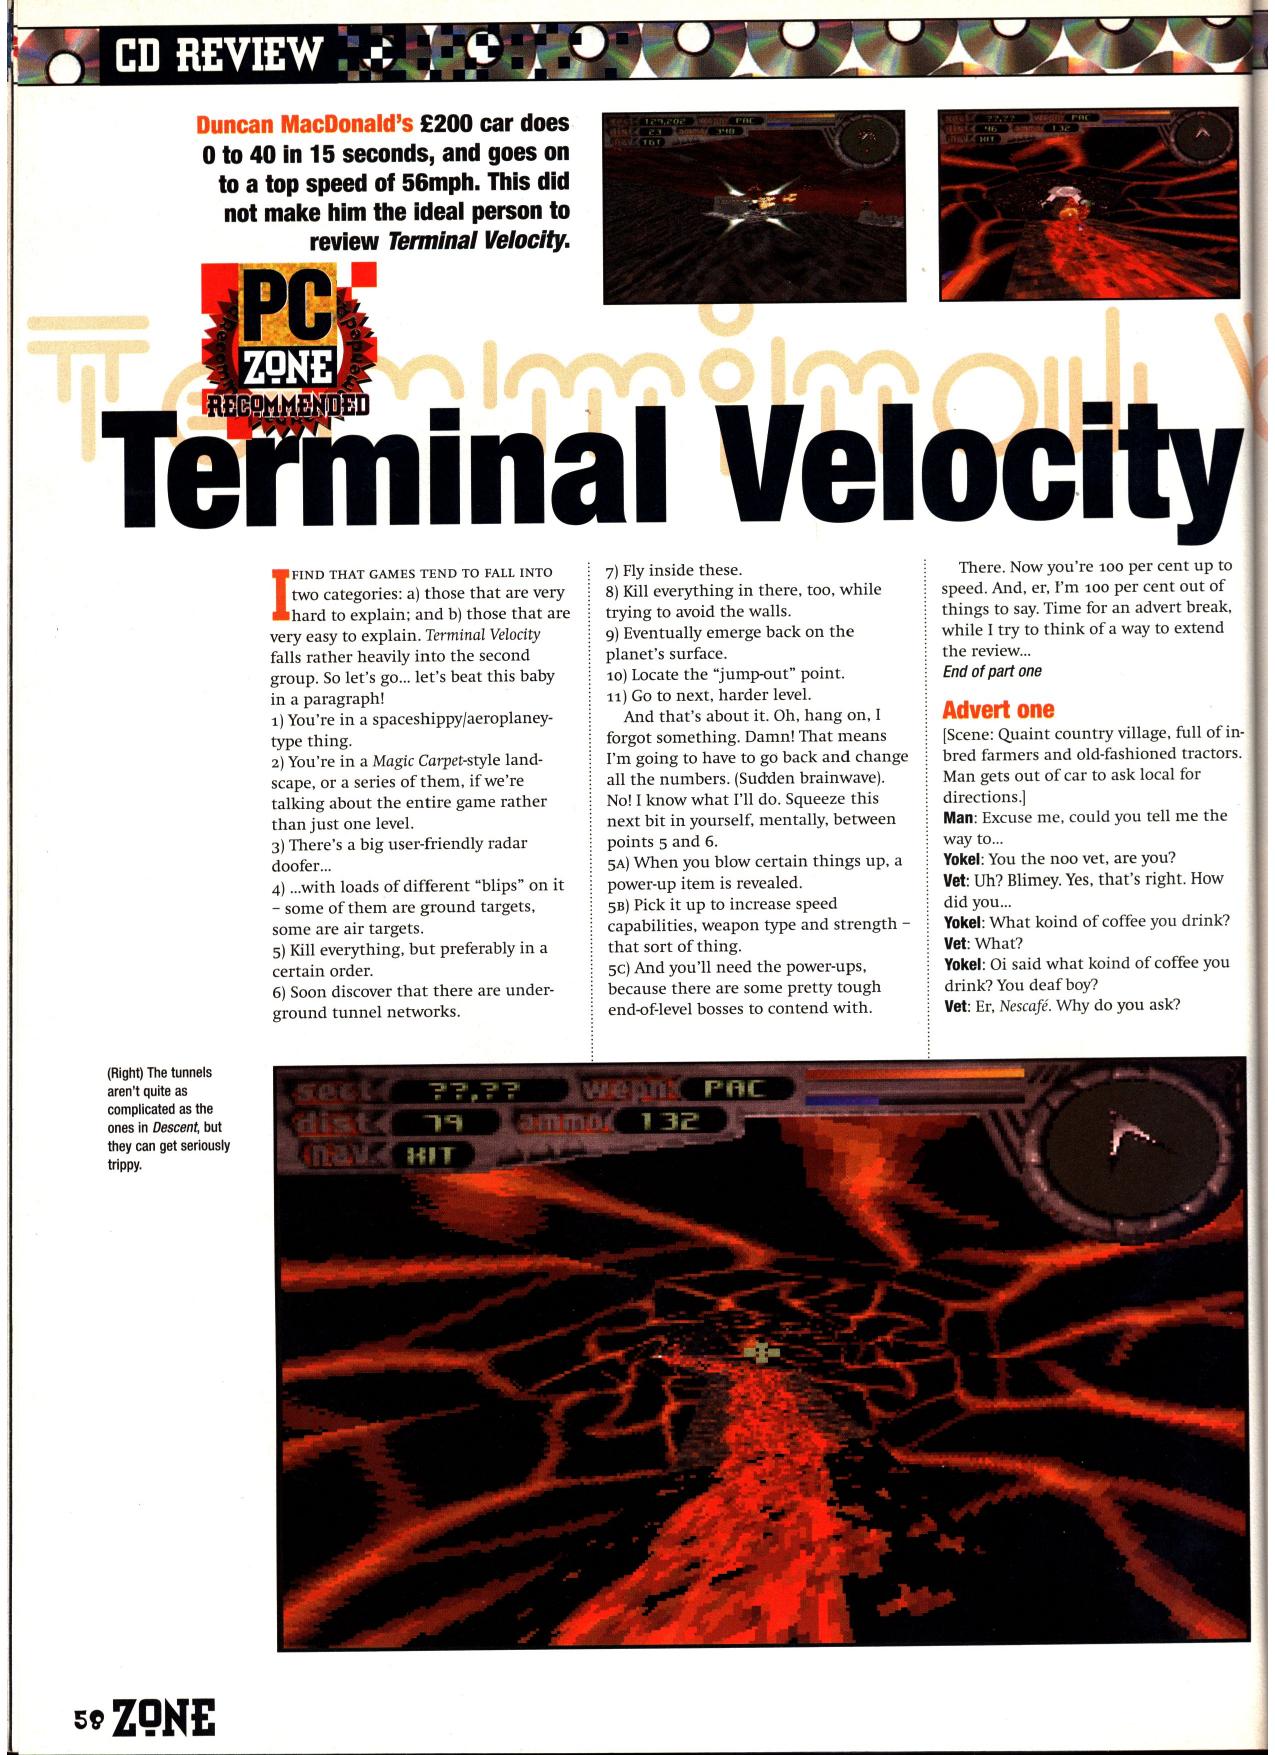 CD REVIEW
Duncan MacDonald's £200 car does
0 to 40 in 15 seconds, and goes on
to a top speed of 56mph. This did
not make him the ideal person to
review Terminal Velocity.
PC
ZONE
RECOMMENDED
Terminal Velocity
I FIND THAT GAMES TEND TO FALL INTO
two categories: a) those that are very
hard to explain; and b) those that are
very easy to explain. Terminal Velocity
falls rather heavily into the second
group. So let's go... let's beat this baby
in a paragraph!
1) You're in a spaceshippy/aeroplaney-
type thing.
2) You're in a Magic Carpet-style land-
scape, or a series of them, if we're
talking about the entire game rather
than just one level.
3) There's a big user-friendly radar
doofer...
4) ...with loads of different "blips" on it
– some of them are ground targets,
some are air targets.
5) Kill everything, but preferably in a
certain order.
6) Soon discover that there are under-
ground tunnel networks.
7) Fly inside these.
8) Kill everything in there, too, while
trying to avoid the walls.
9) Eventually emerge back on the
planet's surface.
10) Locate the "jump-out" point.
11) Go to next, harder level.
And that's about it. Oh, hang on, I
forgot something. Damn! That means
I'm going to have to go back and change
all the numbers. (Sudden brainwave).
No! I know what I'll do. Squeeze this
next bit in yourself, mentally, between
points 5 and 6.
5A) When you blow certain things up, a
power-up item is revealed.
5B) Pick it up to increase speed
capabilities, weapon type and strength –
that sort of thing.
5C) And you'll need the power-ups,
because there are some pretty tough
end-of-level bosses to contend with.
There. Now you're 100 per cent up to
speed. And, er, I'm 100 per cent out of
things to say. Time for an advert break,
while I try to think of a way to extend
the review...
End of part one
Advert one
[Scene: Quaint country village, full of in-
bred farmers and old-fashioned tractors.
Man gets out of car to ask local for
directions.]
Man: Excuse me, could you tell me the
way to...
Yokel: You the noo vet, are you?
Vet: Uh? Blimey. Yes, that's right. How
did you...
Yokel: What koind of coffee you drink?
Vet: What?
Yokel: Oi said what koind of coffee you
drink? You deaf boy?
Vet: Er, Nescafé. Why do you ask?
(Right) The tunnels
aren't quite as
complicated as the
ones in Descent, but
they can get seriously
trippy.
sect ??,?? wepn PAC
dist 79 ammo 132
nav XIT
58 ZONE